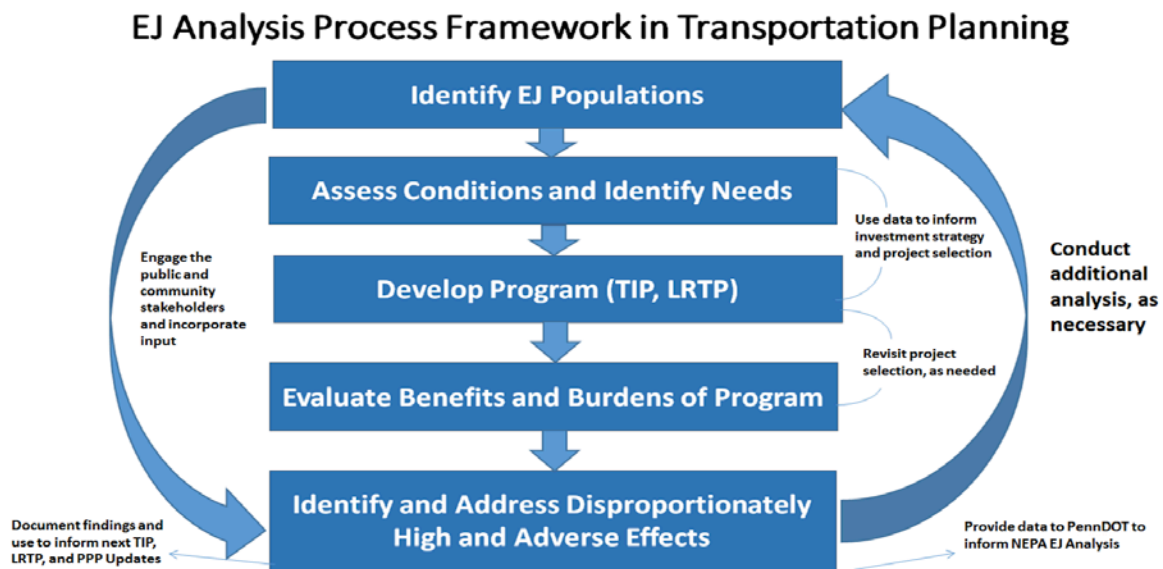 EJ Analysis Process Framework in Transportation Planning
Identify EJ Populations
Assess Conditions and Identify Needs
Use data to inform
investment strategy
and project selection
Engage the
public and
community
stakeholders
and incorporate
input
Develop Program (TIP, LRTP)
Conduct
additional
analysis, as
necessary
Revisit project
selection, as needed
Evaluate Benefits and Burdens of Program
Identify and Address Disproportionately
High and Adverse Effects
Document findings and
use to inform next TIP,
LRTP, and PPP Updates
Provide data to PennDOT to
inform NEPA EJ Analysis